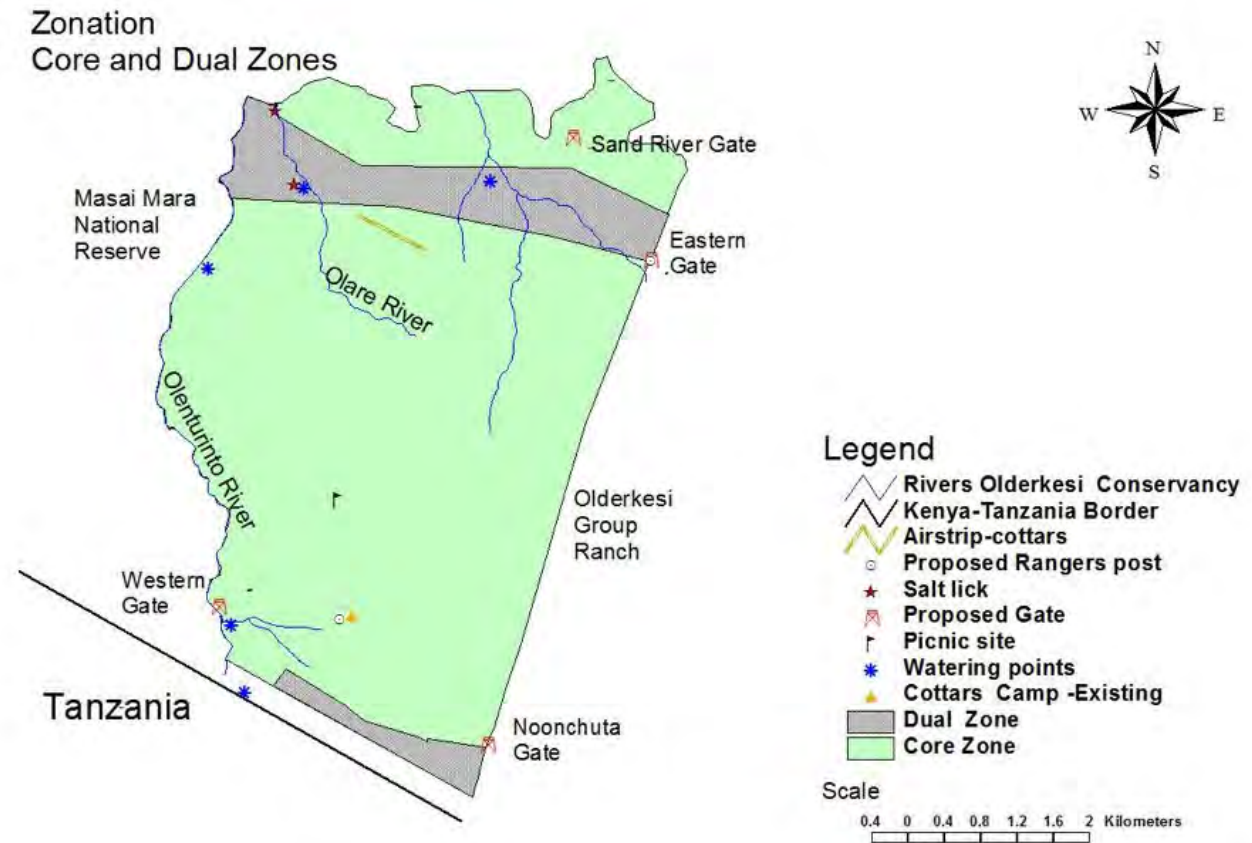 Zonation
Core and Dual Zones
N
W
E
S
Sand River Gate
Masai Mara
National
Reserve
Eastern
Gate
Olare River
Olenturinto River
Olderkesi
Group
Ranch
Western
Gate
Tanzania
Noonchuta
Gate
Legend
Rivers Olderkesi Conservancy
Kenya-Tanzania Border
Airstrip-cottars
Proposed Rangers post
Salt lick
Proposed Gate
Picnic site
Watering points
Cottars Camp -Existing
Dual Zone
Core Zone
Scale
0.4 0 0.4 0.8 1.2 1.6 2 Kilometers